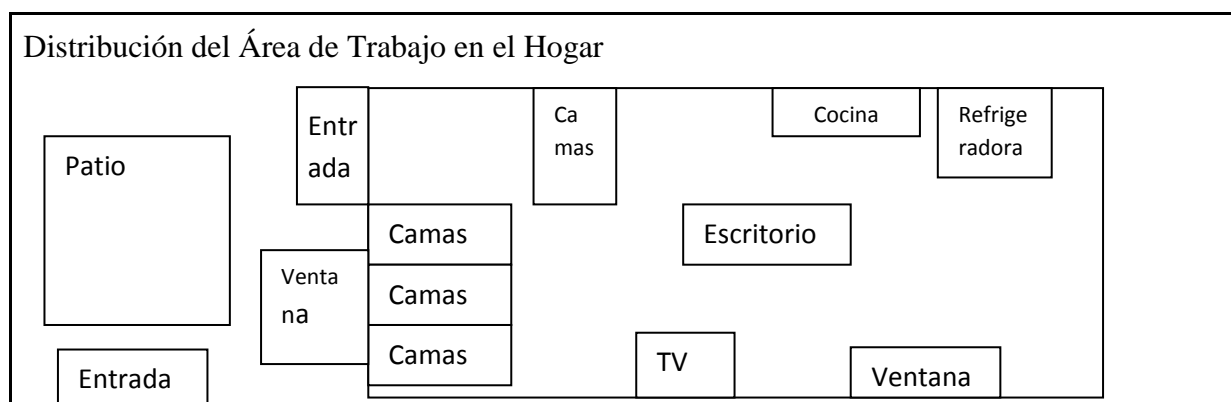 Distribución del Área de Trabajo en el Hogar
Entr
ada
Ca
mas
Cocina
Refrige
radora
Patio
Camas
Escritorio
Venta
na
Camas
Camas
TV
Ventana
Entrada